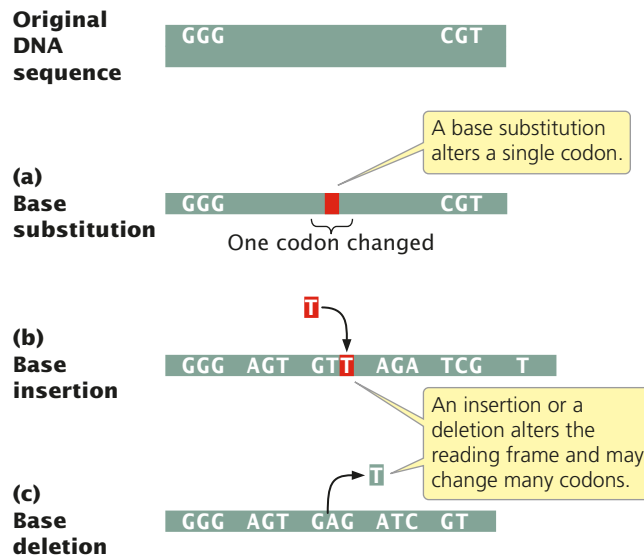 Original
DNA
sequence
GGG CGT
A base substitution
alters a single codon.
(a)
Base
substitution
GGG CGT
One codon changed
T
(b)
Base
insertion
GGG AGT GTT AGA TCG T
An insertion or a
deletion alters the
reading frame and may
change many codons.
T
(c)
Base
deletion
GGG AGT GAG ATC GT